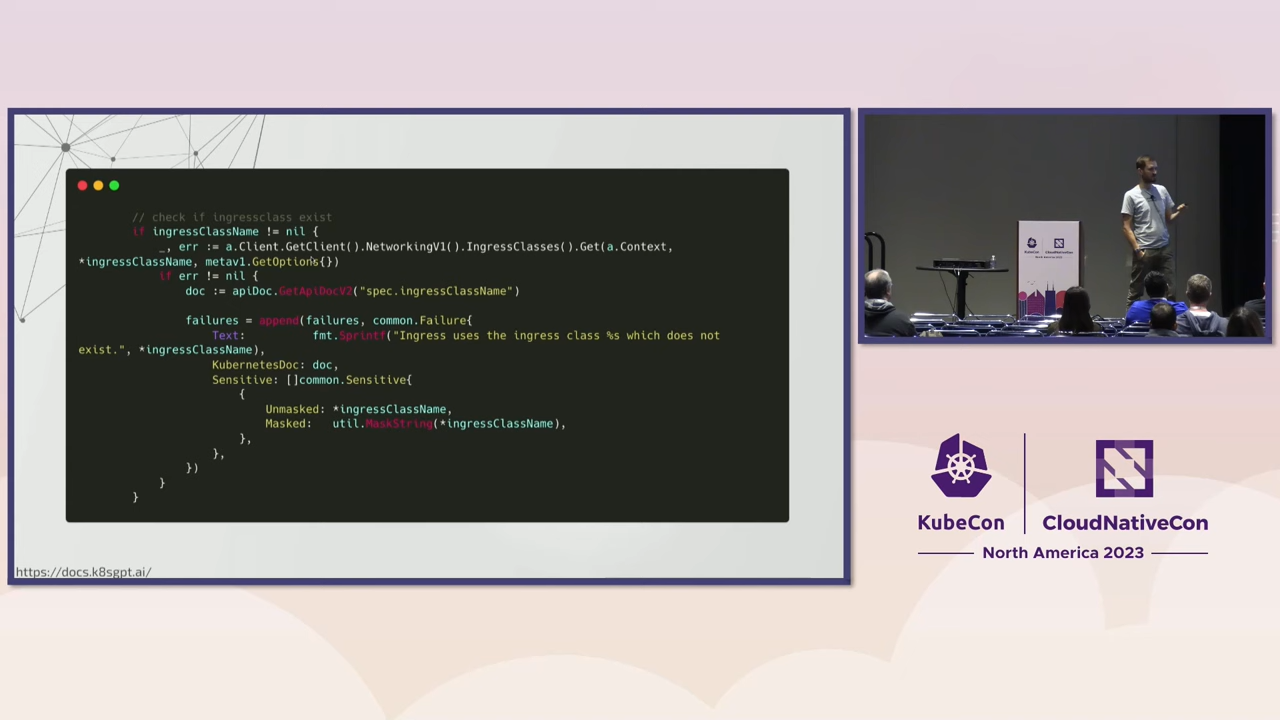 // check if ingressclass exist
if ingressClassName != nil {
_, err := a.Client.GetClient().NetworkingV1().IngressClasses().Get(a.Context,
*ingressClassName, metav1.GetOptions{})
if err != nil {
doc := apiDoc.GetApiDocV2("spec.ingressClassName")
failures = append(failures, common.Failure{
Text: fmt.Sprintf("Ingress uses the ingress class %s which does not
exist.", *ingressClassName),
KubernetesDoc: doc,
Sensitive: []common.Sensitive{
{
Unmasked: *ingressClassName,
Masked: util.MaskString(*ingressClassName),
},
},
})
}
}
https://docs.k8sgpt.ai/
KubeCon
CloudNativeCon
North America 2023